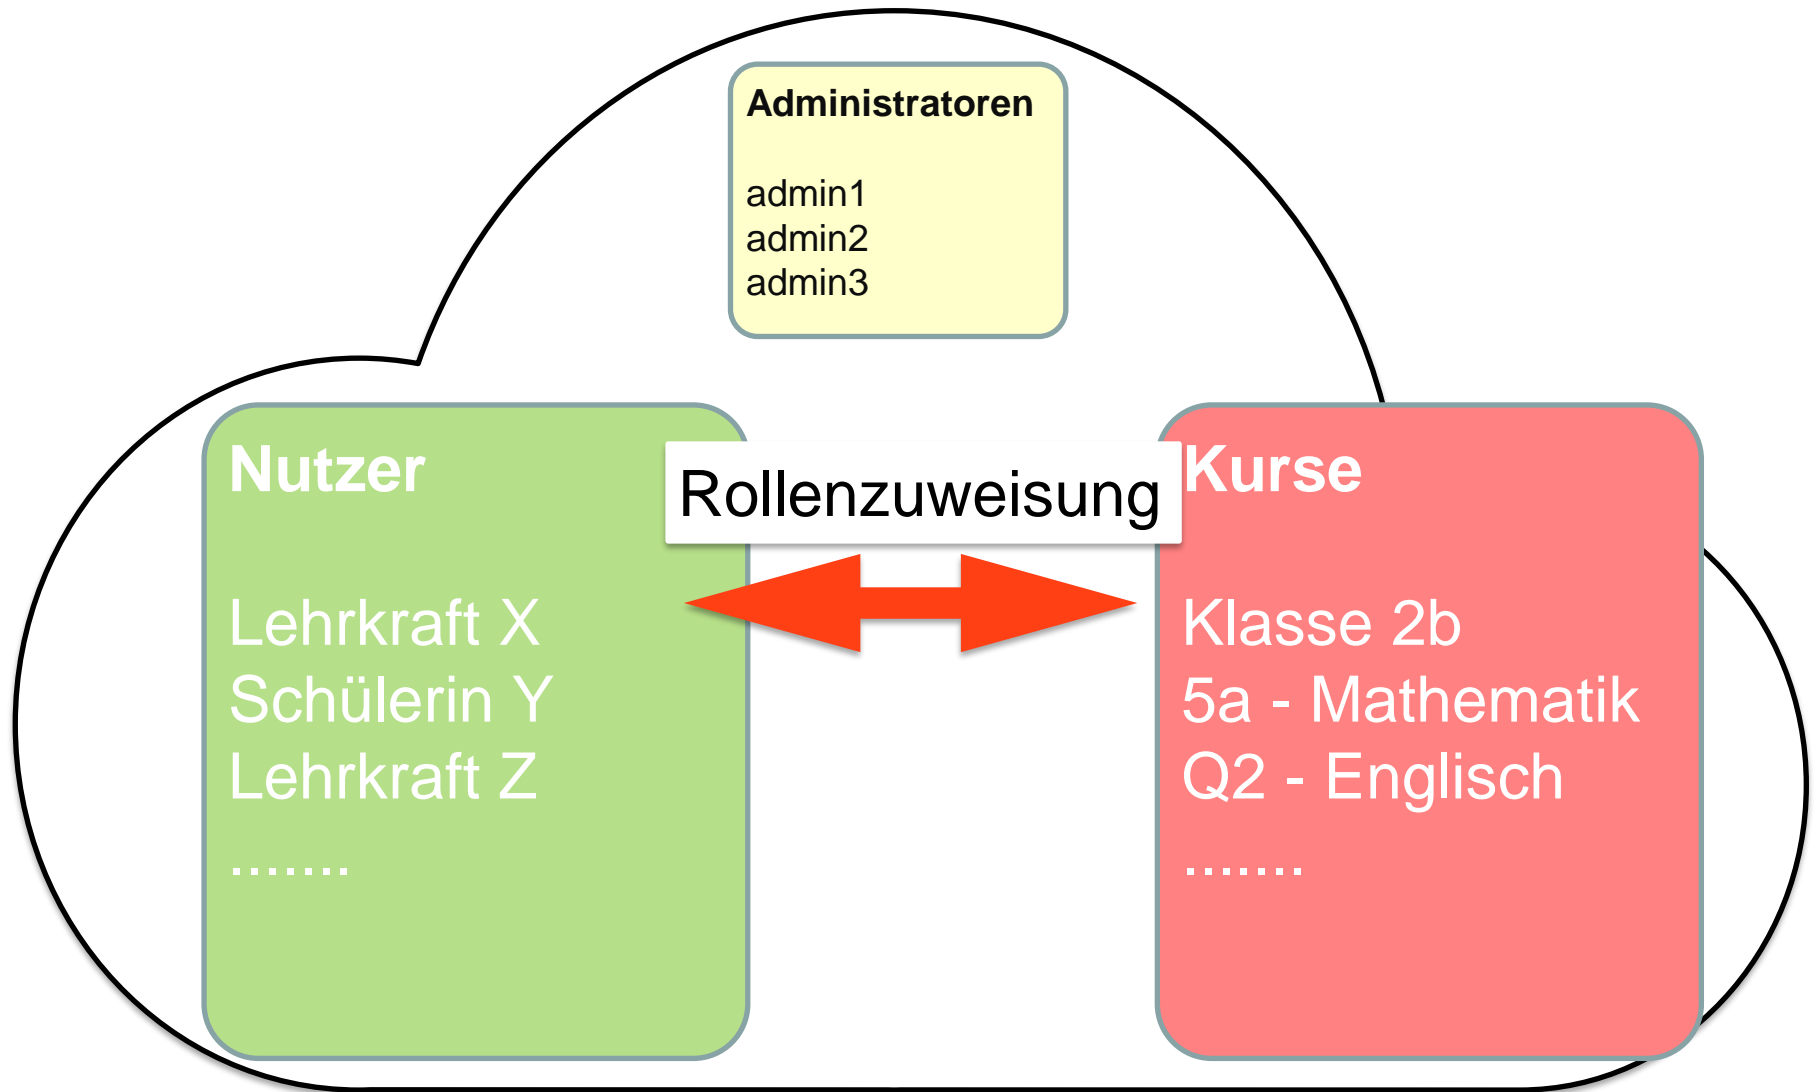 Administratoren
admin1
admin2
admin3
Nutzer
Lehrkraft X
Schülerin Y
Lehrkraft Z
.......
Rollenzuweisung
Kurse
Klasse 2b
5a - Mathematik
Q2 - Englisch
.......